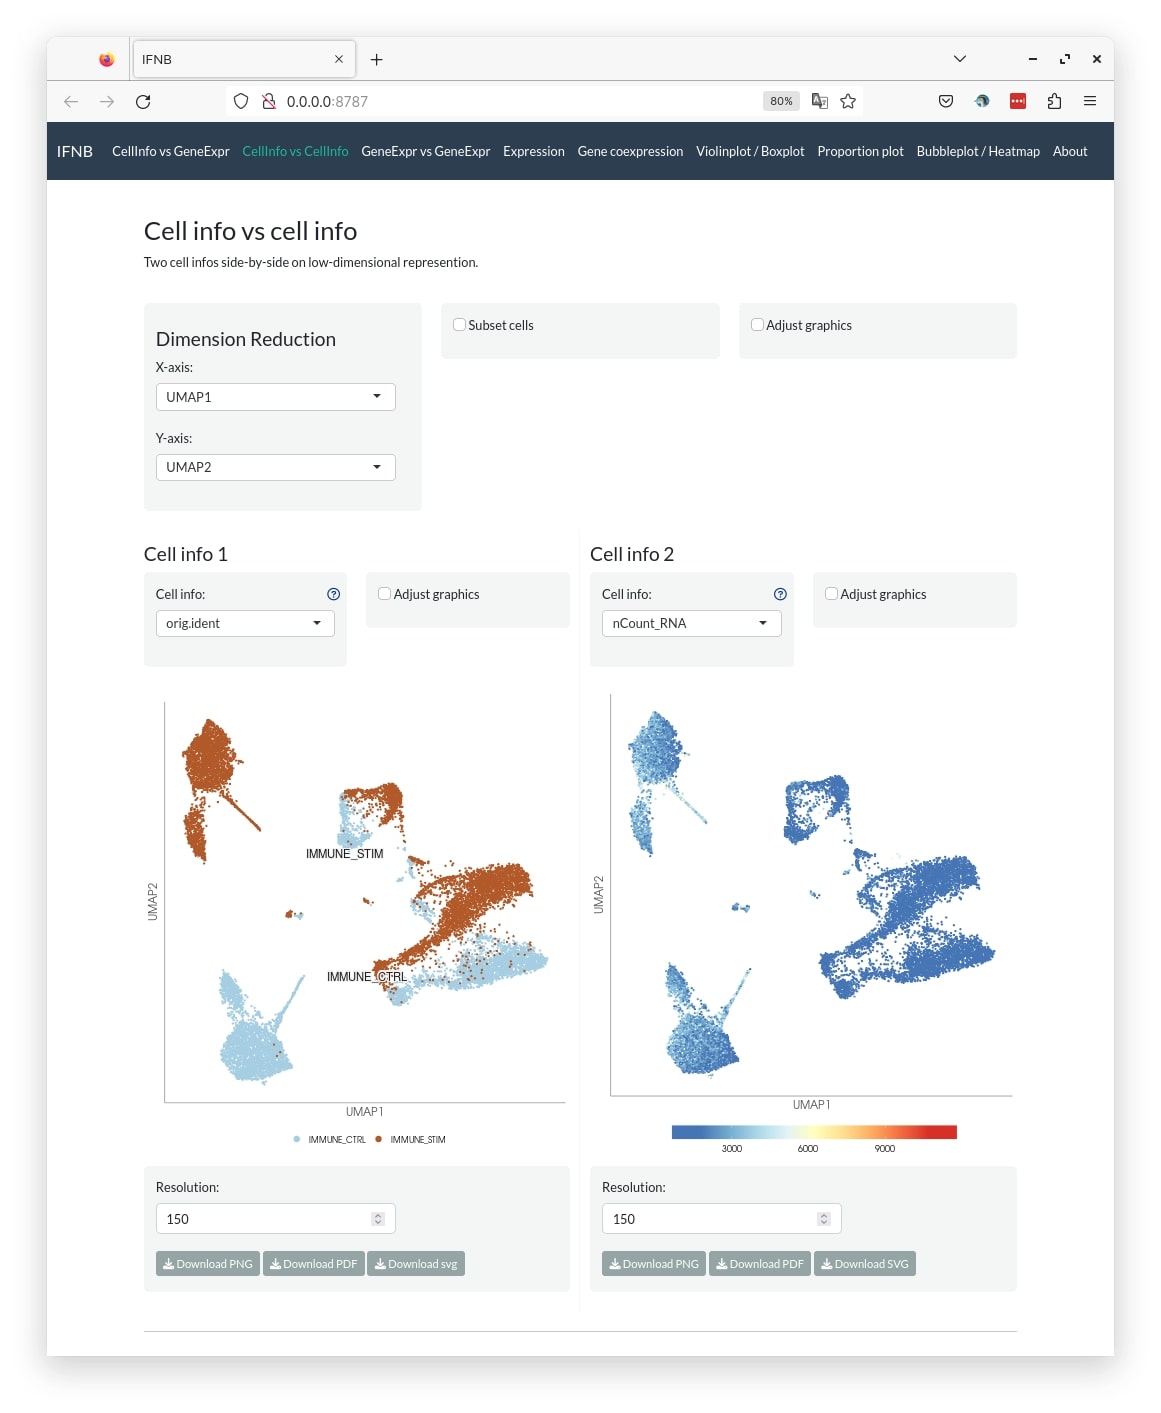 IFNB
0.0.0.0:8787
80%
IFNB CellInfo vs GeneExpr CellInfo vs CellInfo GeneExpr vs GeneExpr Expression Gene coexpression Violinplot / Boxplot Proportion plot Bubbleplot / Heatmap About
Cell info vs cell info
Two cell infos side-by-side on low-dimensional represention.
Dimension Reduction
X-axis:
UMAP1
Y-axis:
UMAP2
Subset cells
Adjust graphics
Cell info 1
Cell info:
orig.ident
Adjust graphics
IMMUNE_STIM
IMMUNE_CTRL
UMAP2
UMAP1
IMMUNE_CTRL IMMUNE_STIM
Resolution:
150
Download PNG Download PDF Download svg
Cell info 2
Cell info:
nCount_RNA
Adjust graphics
UMAP2
UMAP1
3000 6000 9000
Resolution:
150
Download PNG Download PDF Download SVG